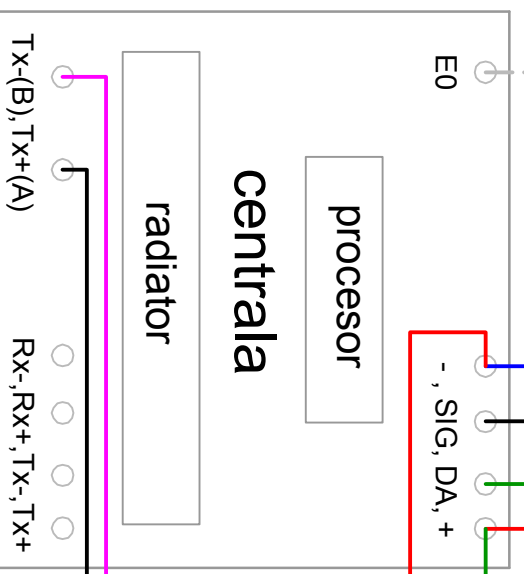 E0
- , SIG, DA, +
procesor
centrala
radiator
Tx-(B),Tx+(A)
Rx-,Rx+,Tx-,Tx+